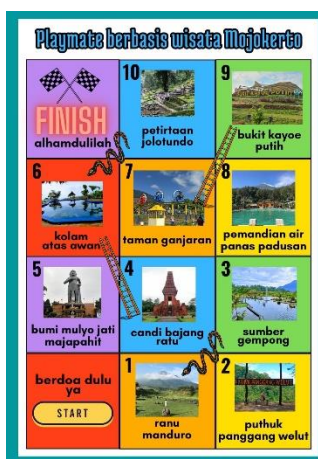 Playmate berbasis wisata Mojokerto
FINISH
alhamdulilah
10
petirtaan
jolotundo
9
bukit kayoe
putih
6
kolam
atas awan
7
taman ganjaran
8
pemandian air
panas padusan
5
bumi mulyo jati
majapahit
4
candi bajang
ratu
3
sumber
gempong
berdoa dulu
ya
START
1
ranu
manduro
2
puthuk
panggang welut